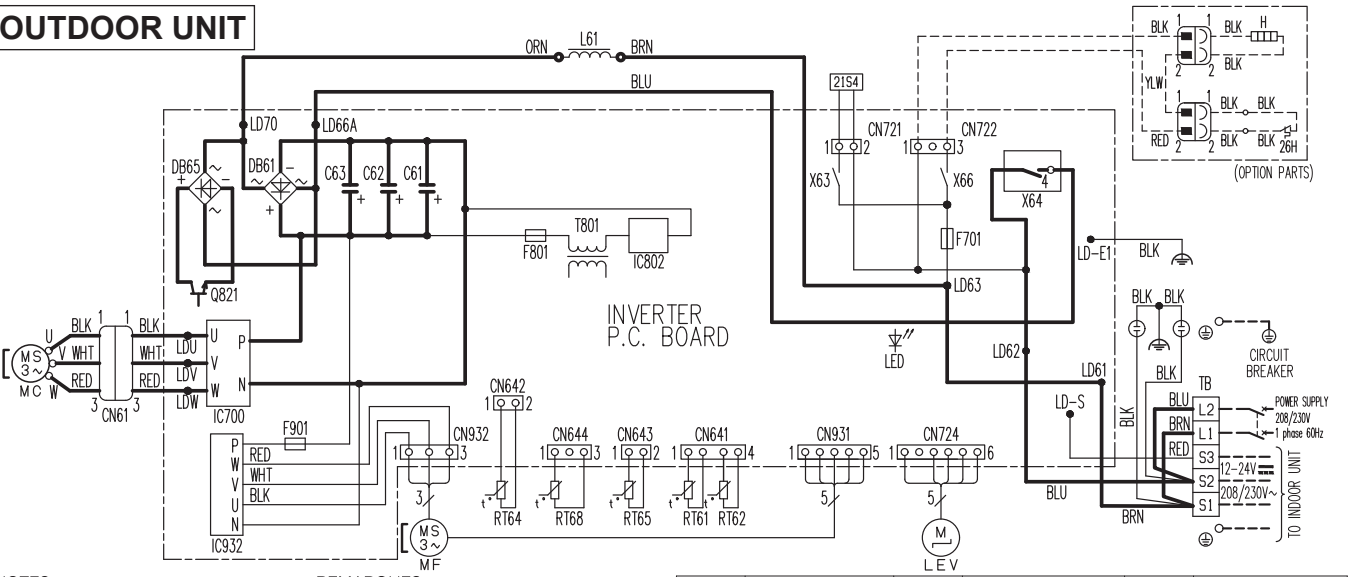 OUTDOOR UNIT
ORN L61 BRN
BLU
BLK 1 1 BLK H
2 2 BLK
YLW
1 1 BLK BLK
RED 2 2 BLK BLK 26H
(OPTION PARTS)
21S4
CN721 CN722
1 2 1 3
X63 X66
X64
4
F701
LD-E1 BLK
LD63
LD70 LD66A
DB65 DB61 C63 C62 C61
+ ~ - ~
~ - ~ +
+ + +
F801 T801 IC802
Q821
INVERTER
P.C. BOARD
LED
LD62
LD61
LD-S
BLK BLK
BLK
BLK
CIRCUIT
BREAKER
TB
BLU L2
BRN L1
RED S3
S2
S1
POWER SUPPLY
208/230V
1 phase 60Hz
12-24V
208/230V~
TO INDOOR UNIT
BLU
BRN
MS
3~
MC
U BLK 1 1 BLK LDU U P
V WHT WHT LDV V
W RED 3 3 RED LDW W N
CN61
IC700
F901
P
W RED
V WHT
U BLK
N
IC932
CN932
1 3
3
MS
3~
MF
CN642
1 2
t°
RT64
CN644
1 3
t°
RT68
CN643
1 2
t°
RT65
CN641
1 4
t° t°
RT61 RT62
CN931
1 5
5
CN724
1 6
5
M
LEV